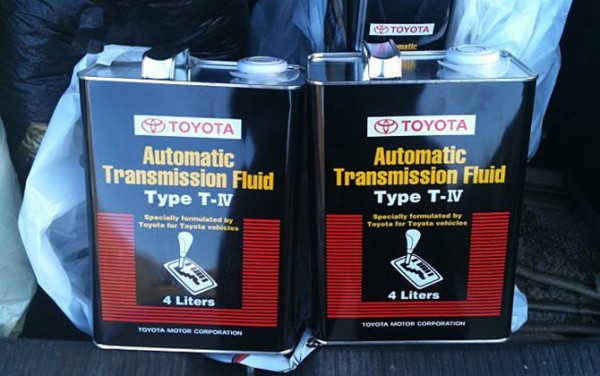 TOYOTA
Automatic
TOYOTA
Automatic
Transmission Fluid
Type T-IV
Specially formulated by
Toyota for Toyota vehicles
4 Liters
TOYOTA MOTOR CORPORATION
TOYOTA
Automatic
Transmission Fluid
Type T-IV
Specially formulated by
Toyota for Toyota vehicles
4 Liters
TOYOTA MOTOR CORPORATION